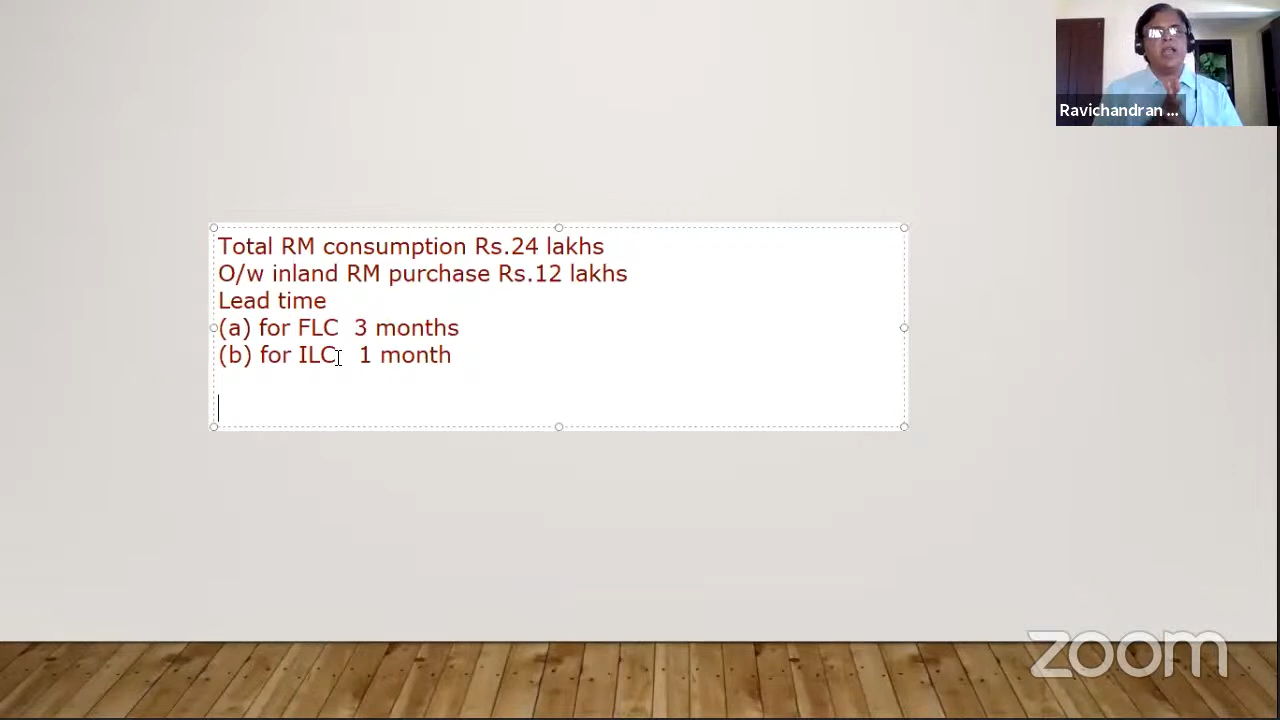 Ravichandran ...
Total RM consumption Rs.24 lakhs
O/w inland RM purchase Rs.12 lakhs
Lead time
(a) for FLC  3 months
(b) for ILC   1 month
zoom